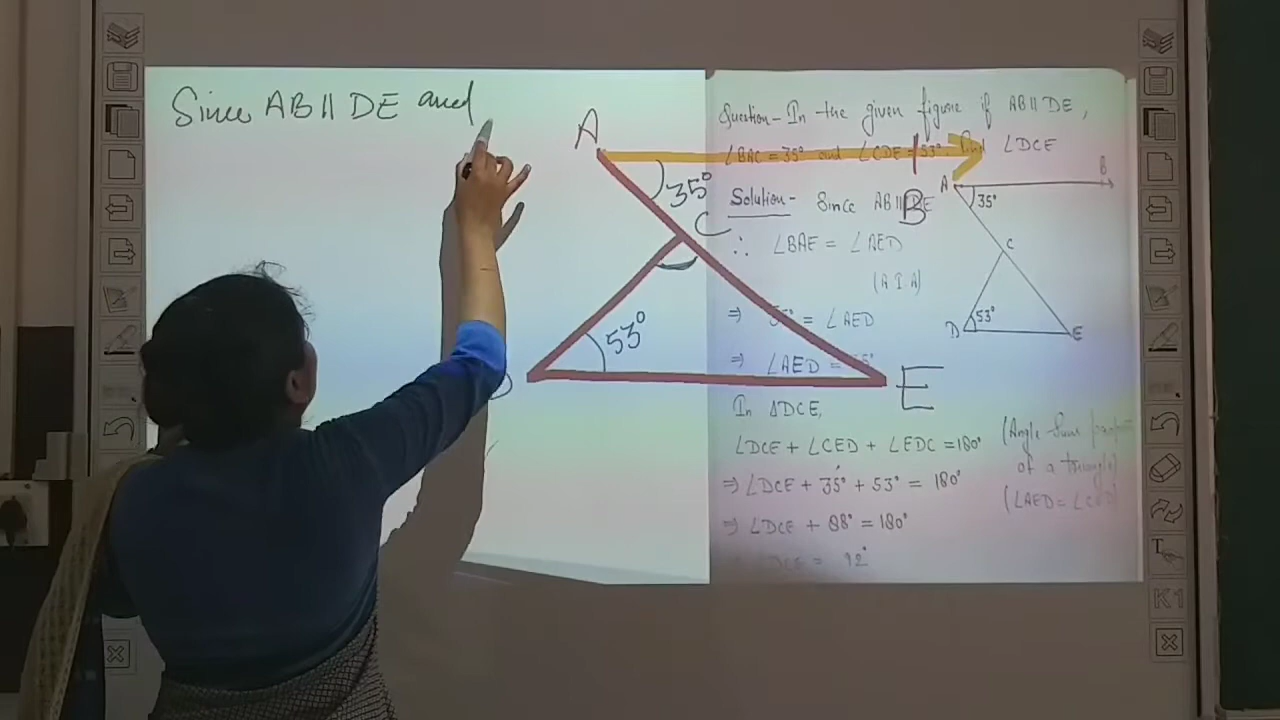 Since AB || DE and
A
35°
C
53°
E
B
Question - In the given figure if AB || DE,
∠BAC = 35° and ∠CDE = 53° find ∠DCE
Solution - Since AB || DE
∴ ∠BAE = ∠AED
(A I A)
⇒ 35° = ∠AED
⇒ ∠AED = 35°
In ΔDCE,
∠DCE + ∠CED + ∠EDC = 180°
(Angle Sum
of a triangle)
⇒ ∠DCE + 35° + 53° = 180°
(∠AED = ∠CED)
⇒ ∠DCE + 88° = 180°
DCE = 92°
A
B
35°
C
D
53°
E
T
K1